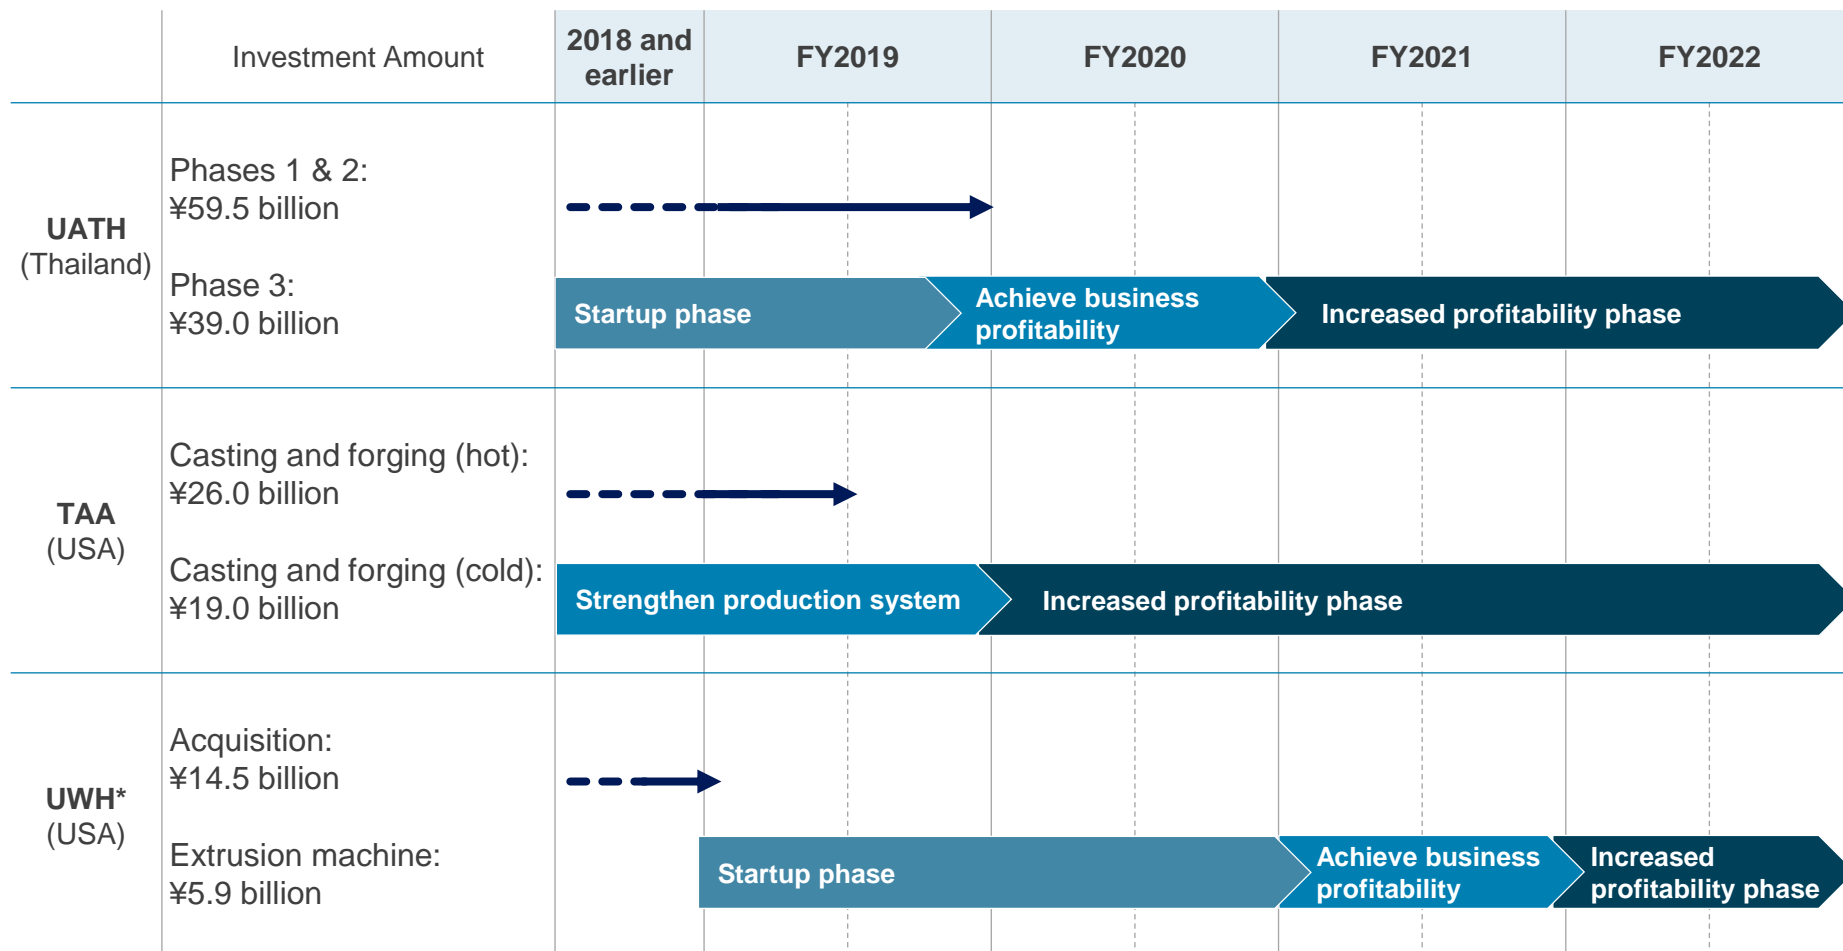 Investment Amount
2018 and
earlier
FY2019
FY2020
FY2021
FY2022
UATH
(Thailand)
Phases 1 & 2:
¥59.5 billion
Phase 3:
¥39.0 billion
Startup phase
Achieve business
profitability
Increased profitability phase
TAA
(USA)
Casting and forging (hot):
¥26.0 billion
Casting and forging (cold):
¥19.0 billion
Strengthen production system
Increased profitability phase
UWH*
(USA)
Acquisition:
¥14.5 billion
Extrusion machine:
¥5.9 billion
Startup phase
Achieve business
profitability
Increased
profitability phase